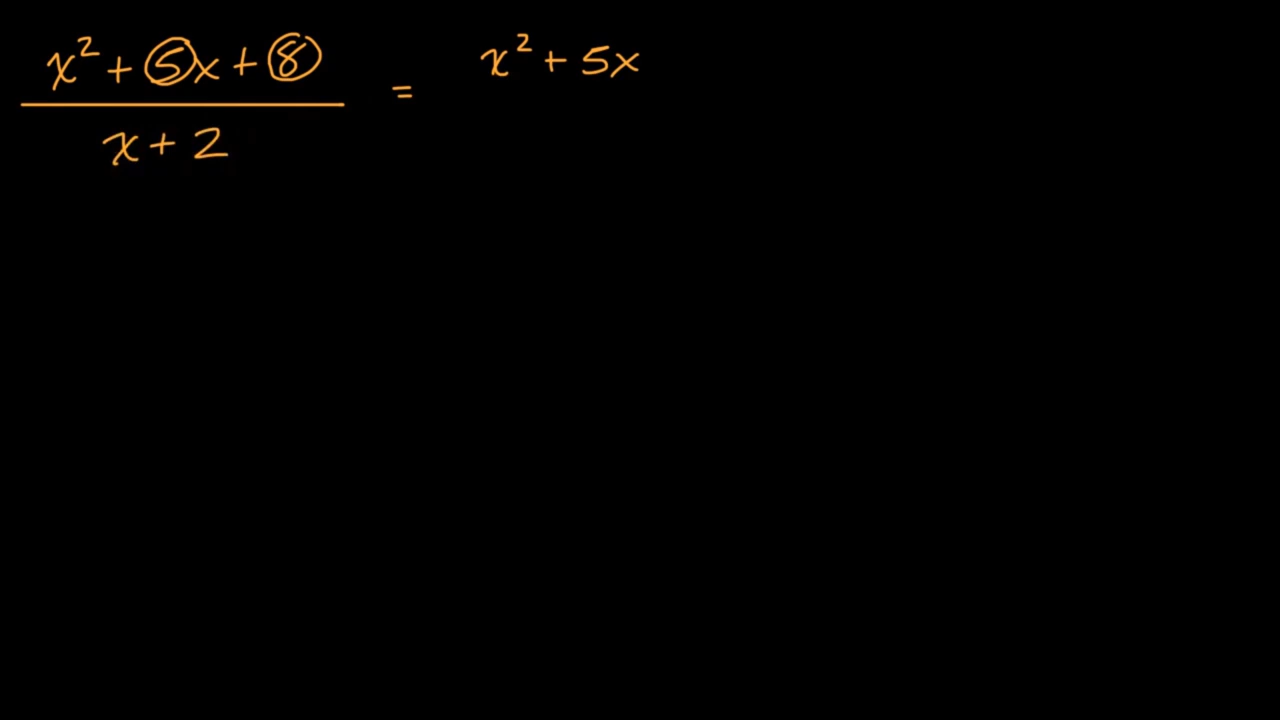 x² + 5x + 8 = x² + 5x
x + 2